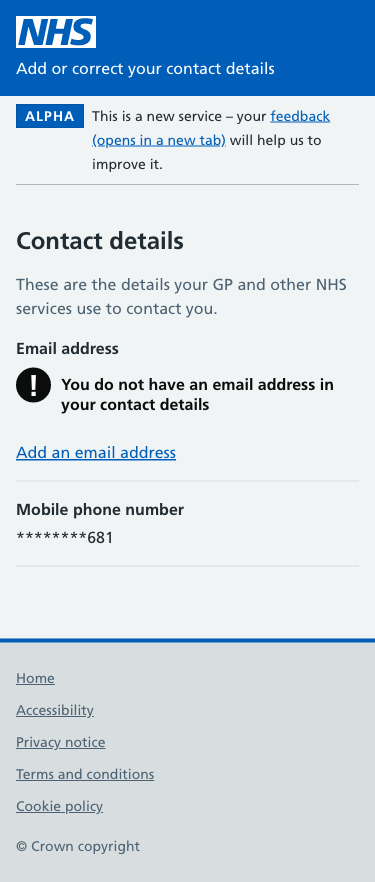 NHS
Add or correct your contact details
ALPHA This is a new service – your feedback
(opens in a new tab) will help us to
improve it.
Contact details
These are the details your GP and other NHS
services use to contact you.
Email address
! You do not have an email address in
your contact details
Add an email address
Mobile phone number
********681
Home
Accessibility
Privacy notice
Terms and conditions
Cookie policy
© Crown copyright